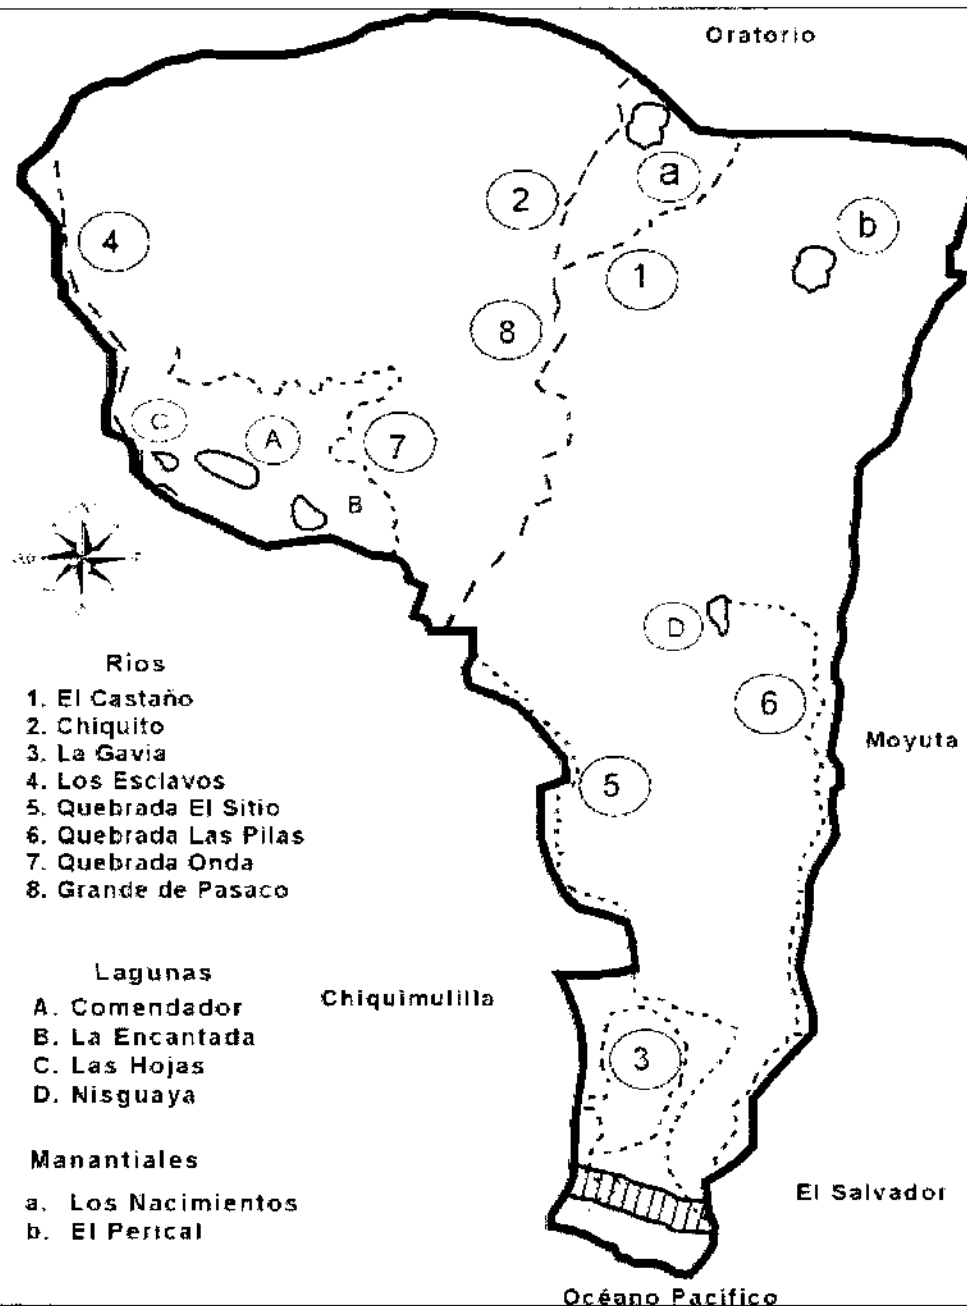 Oratorio
a
2
b
4
1
8
C
A
7
B
D
6
Moyuta
5
Rios
1. El Castaño
2. Chiquito
3. La Gavia
4. Los Esclavos
5. Quebrada El Sitio
6. Quebrada Las Pilas
7. Quebrada Onda
8. Grande de Pasaco
Lagunas
A. Comendador
B. La Encantada
C. Las Hojas
D. Nisguaya
Chiquimulilla
3
Manantiales
a. Los Nacimientos
b. El Perical
El Salvador
Océano Pacífico